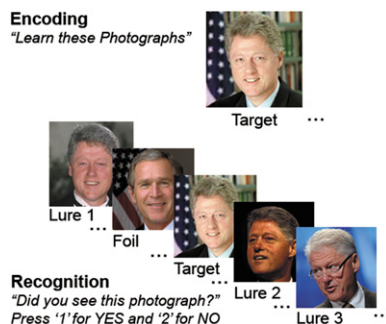 Encoding
“Learn these Photographs”
Target ...
Lure 1
...
Foil
...
Target
...
Lure 2
...
Lure 3
...
Recognition
“Did you see this photograph?”
Press ‘1’ for YES and ‘2’ for NO